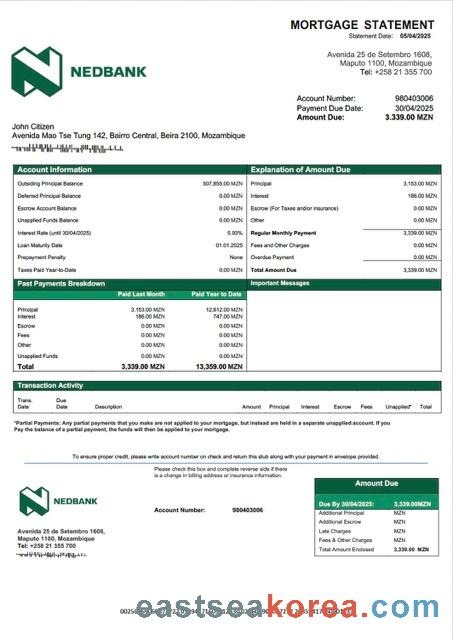 MORTGAGE STATEMENT
Statement Date: 05/04/2025
NEDBANK
Avenida 25 de Setembro 1608,
Maputo 1100, Mozambique
Tel: +258 21 355 700
Account Number: 980403006
Payment Due Date: 30/04/2025
Amount Due: 3.339.00 MZN
John Citizen
Avenida Mao Tse Tung 142, Bairro Central, Beira 2100, Mozambique
Account Information
Outsiding Principal Balance 507,855.00 MZN
Deferred Principal Balance 0.00 MZN
Escrow Account Balance 0.00 MZN
Unapplied Funds Balance 0.00 MZN
Interest Rate (until 30/04/2025) 5.93%
Loan Maturity Date 01.01.2025
Prepayment Penalty None
Taxes Paid Year-to-Date 0.00 MZN
Explanation of Amount Due
Principal 3,153.00 MZN
Interest 186.00 MZN
Escrow (For Taxes and/or insurance) 0.00 MZN
Other 0.00 MZN
Regular Monthly Payment 3,339.00 MZN
Fees and Other Charges 0.00 MZN
Overdue Payment 0.00 MZN
Total Amount Due 3,339.00 MZN
Past Payments Breakdown
Paid Last Month Paid Year to Date
Principal 3,153.00 MZN 12,612.00 MZN
Interest 186.00 MZN 747.00 MZN
Escrow 0.00 MZN 0.00 MZN
Fees 0.00 MZN 0.00 MZN
Other 0.00 MZN 0.00 MZN
Unapplied Funds 0.00 MZN 0.00 MZN
Total 3,339.00 MZN 13,359.00 MZN
Important Messages
Transaction Activity
Trans. Date Due Date Description Amount Principal Interest Escrow Fees Unapplied* Total
*Partial Payments: Any partial payments that you make are not applied to your mortgage, but instead are held in a separate unapplied account. If you
Pay the balance of a partial payment, the funds will then be applied to your mortgage.
To ensure proper credit, please write account number on check and return this stub along with your payment in envelope provided.
Please check this box and complete reverse side if there
is a change in billing address or insurance information.
NEDBANK
Account Number: 980403006
Avenida 25 de Setembro 1608,
Maputo 1100, Mozambique
Tel: +258 21 355 700
Amount Due
Due By 30/04/2025: 3,339.00MZN
Additional Principal MZN
Additional Escrow MZN
Late Charges MZN
Fees & Other Charges MZN
Total Amount Enclosed 3,339.00 MZN
eastseakorea.com